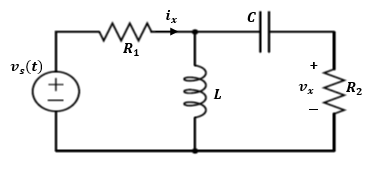 iₓ
C
R₁
vₛ(t)
+
−
L
+
vₓ
−
R₂